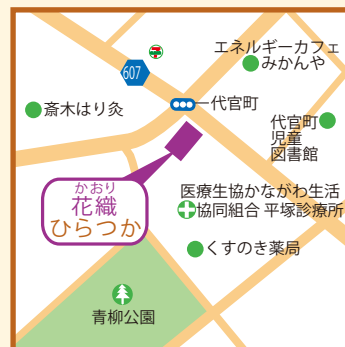 エネルギーカフェ
みかんや
607
斎木はり灸
代官町
代官町
児童
図書館
かおり
花織
ひらつか
医療生協かながわ生活
協同組合 平塚診療所
くすのき薬局
青柳公園